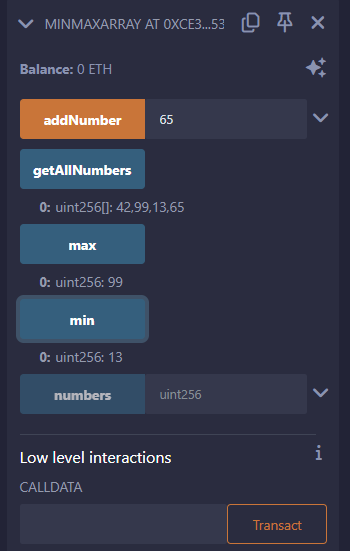 MINMAXARRAY AT 0XCE3...53
Balance: 0 ETH
addNumber 65
getAllNumbers
0: uint256[]: 42,99,13,65
max
0: uint256: 99
min
0: uint256: 13
numbers uint256
Low level interactions
i
CALLDATA
Transact